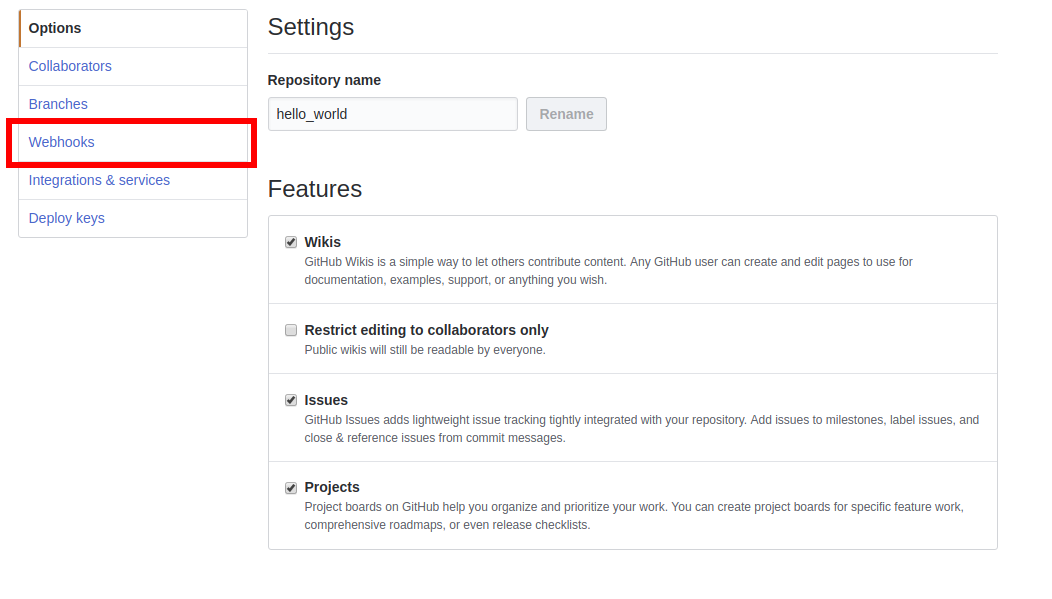 Options
Collaborators
Branches
Webhooks
Integrations & services
Deploy keys
Settings
Repository name
hello_world
Rename
Features
Wikis
GitHub Wikis is a simple way to let others contribute content. Any GitHub user can create and edit pages to use for
documentation, examples, support, or anything you wish.
Restrict editing to collaborators only
Public wikis will still be readable by everyone.
Issues
GitHub Issues adds lightweight issue tracking tightly integrated with your repository. Add issues to milestones, label issues, and
close & reference issues from commit messages.
Projects
Project boards on GitHub help you organize and prioritize your work. You can create project boards for specific feature work,
comprehensive roadmaps, or even release checklists.